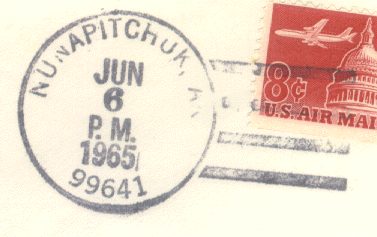 NUNAPITCHUK, A
JUN
6
P.M.
1965
99641
8¢
U.S. AIR MAIL